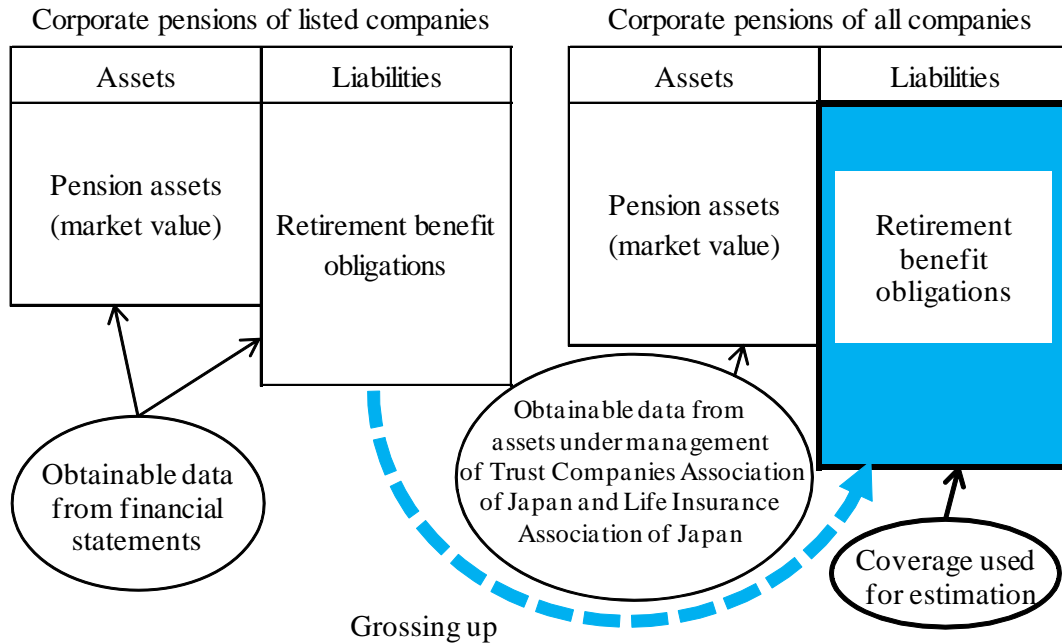 Corporate pensions of listed companies
Assets
Liabilities
Pension assets
(market value)
Retirement benefit
obligations
Obtainable data
from financial
statements
Corporate pensions of all companies
Assets
Liabilities
Pension assets
(market value)
Retirement
benefit
obligations
Obtainable data from
assets under management
of Trust Companies Association
of Japan and Life Insurance
Association of Japan
Coverage used
for estimation
Grossing up